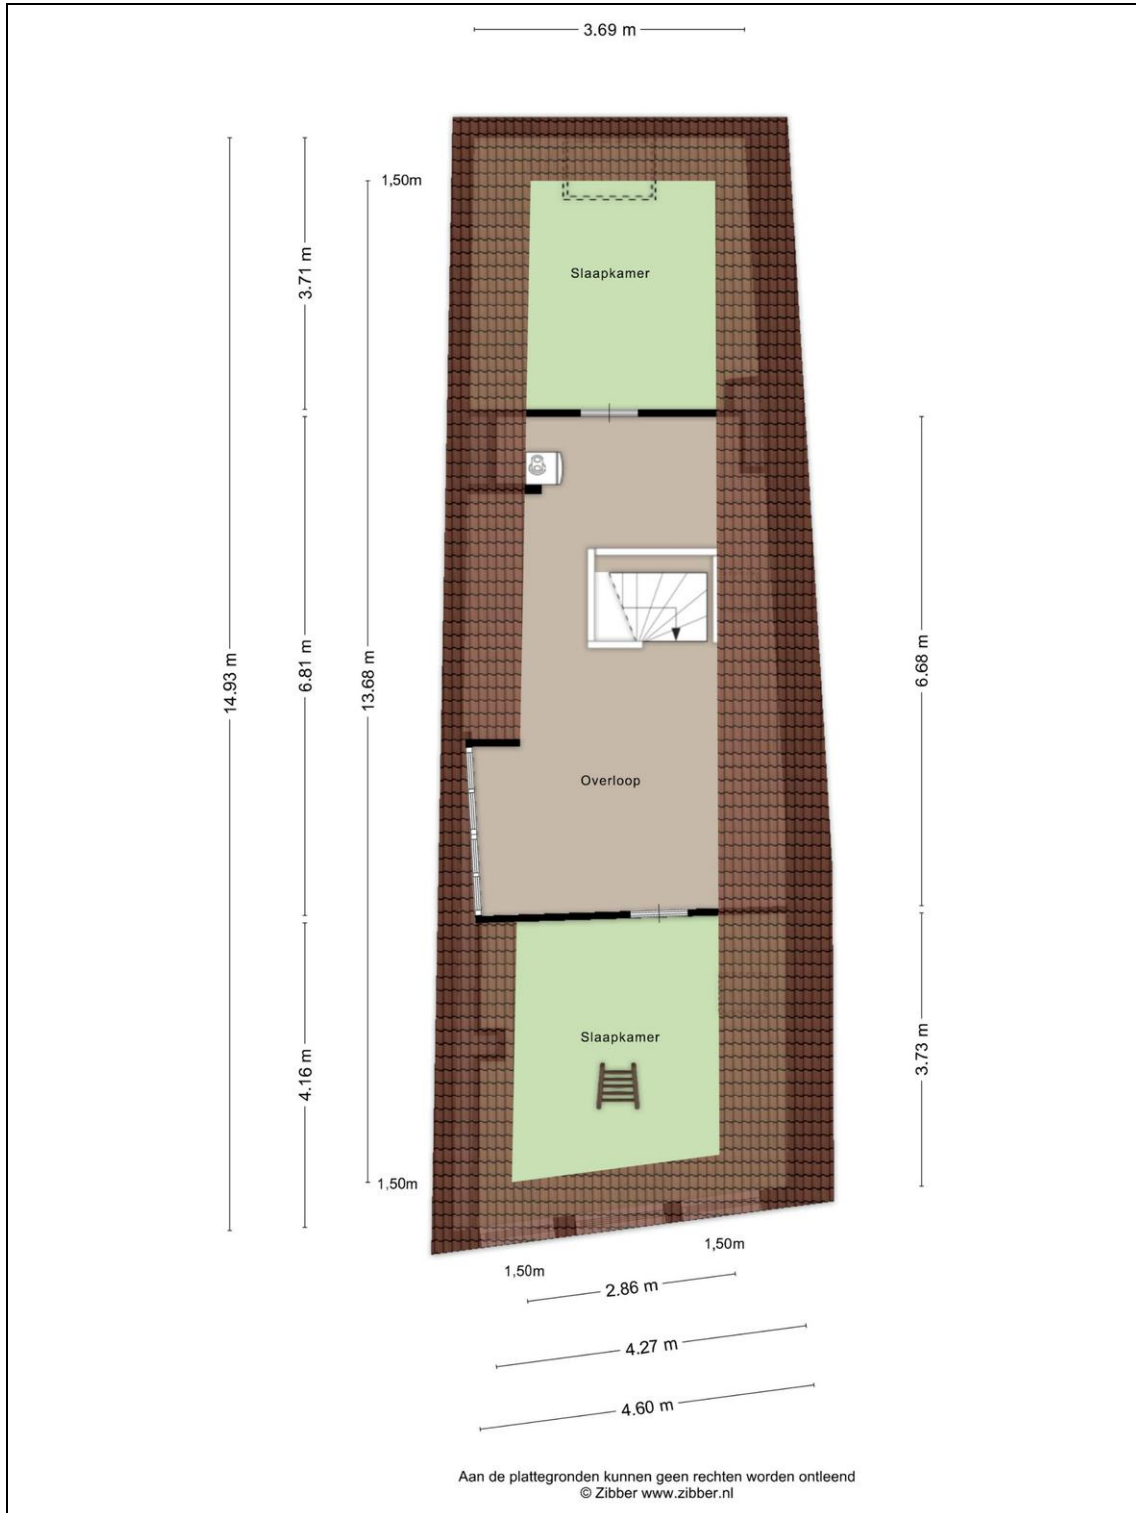 3.69 m
1,50m
3.71 m
Slaapkamer
14.93 m
6.81 m
13.68 m
6.68 m
Overloop
4.16 m
Slaapkamer
3.73 m
1,50m
1,50m
1,50m
2.86 m
4.27 m
4.60 m
Aan de plattegronden kunnen geen rechten worden ontleend
© Zibber www.zibber.nl